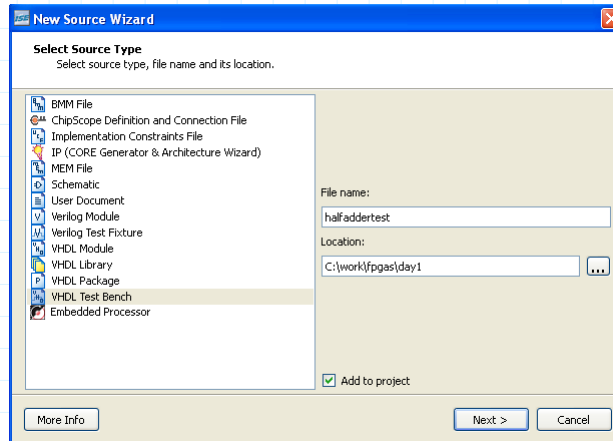 ISE New Source Wizard
Select Source Type
Select source type, file name and its location.
BMM File
ChipScope Definition and Connection File
Implementation Constraints File
IP (CORE Generator & Architecture Wizard)
MEM File
Schematic
User Document
Verilog Module
Verilog Test Fixture
VHDL Module
VHDL Library
VHDL Package
VHDL Test Bench
Embedded Processor
File name:
halfaddertest
Location:
C:\work\fpgas\day1
...
Add to project
More Info
Next >
Cancel